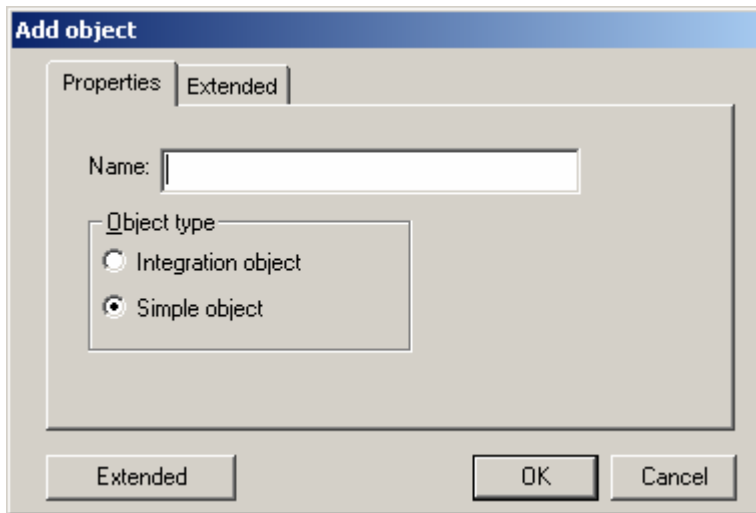 Add object
Properties Extended
Name:
Object type
Integration object
Simple object
Extended OK Cancel